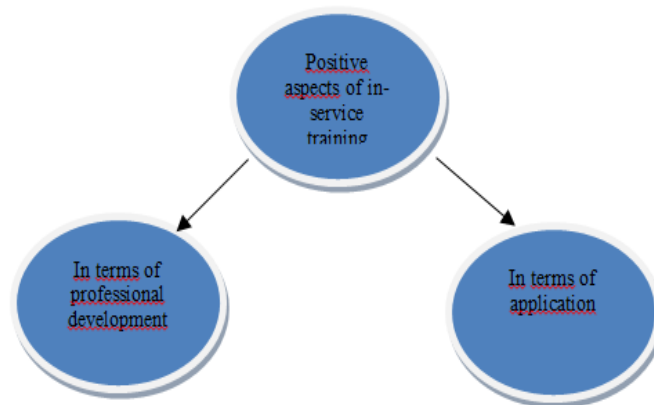 Positive
aspects of in-
service
training
In terms of
professional
development
In terms of
application